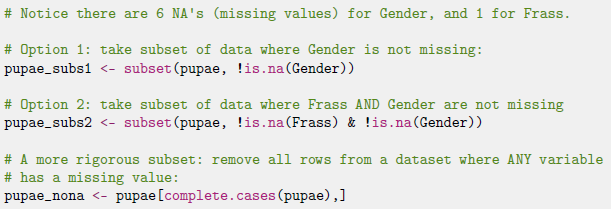 # Notice there are 6 NA's (missing values) for Gender, and 1 for Frass.
# Option 1: take subset of data where Gender is not missing:
pupae_subs1 <- subset(pupae, !is.na(Gender))
# Option 2: take subset of data where Frass AND Gender are not missing
pupae_subs2 <- subset(pupae, !is.na(Frass) & !is.na(Gender))
# A more rigorous subset: remove all rows from a dataset where ANY variable
# has a missing value:
pupae_nona <- pupae[complete.cases(pupae),]